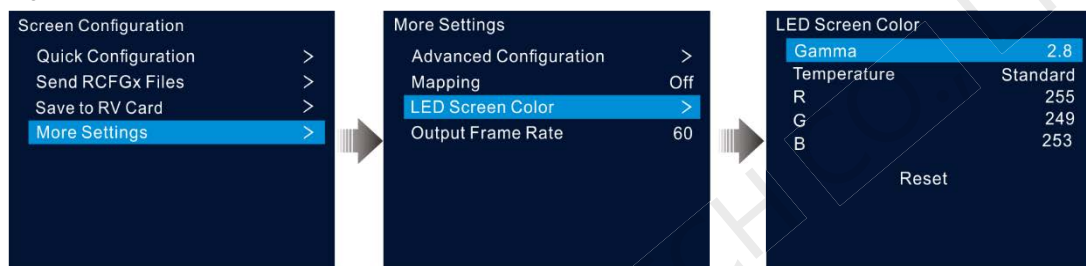 Screen Configuration
Quick Configuration >
Send RCFGx Files >
Save to RV Card >
More Settings >
More Settings
Advanced Configuration >
Mapping Off
LED Screen Color >
Output Frame Rate 60
LED Screen Color
Gamma 2.8
Temperature Standard
R 255
G 249
B 253
Reset